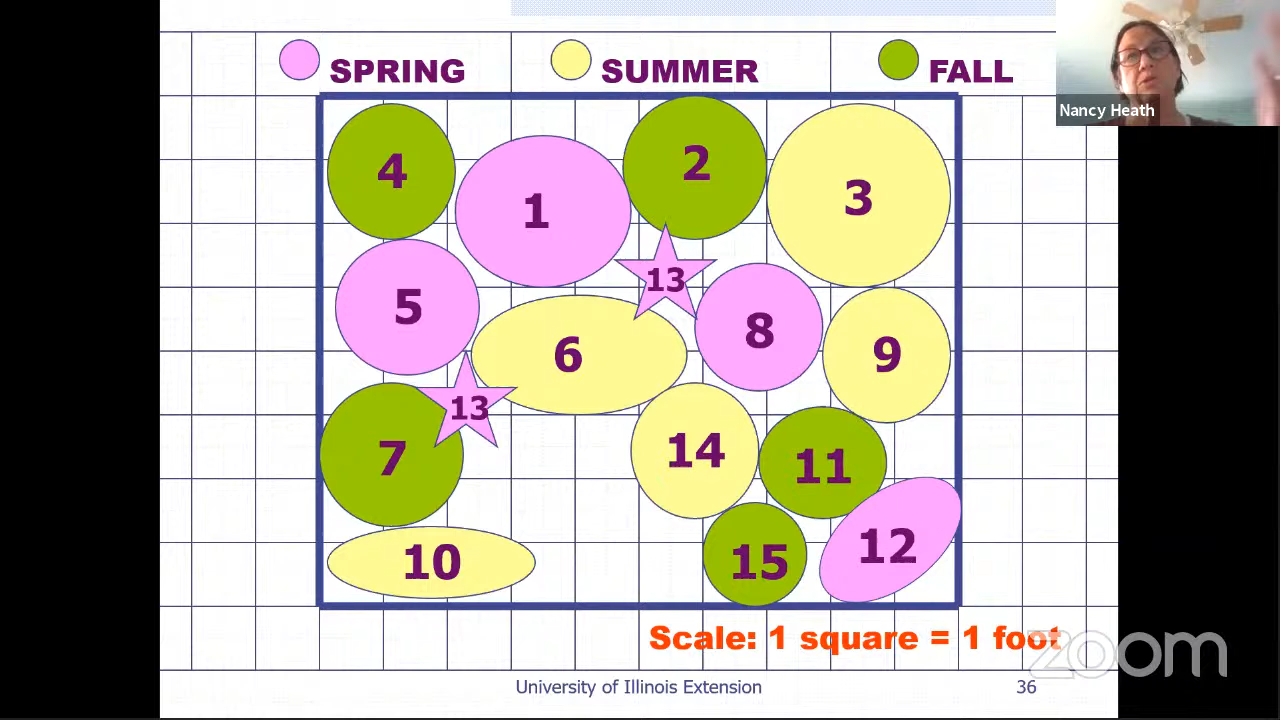 SPRING SUMMER FALL
Nancy Heath
4 1 2 3
5 13 8
6 9
13
7 14 11
10 15 12
Scale: 1 square = 1 foot
zoom
University of Illinois Extension 36